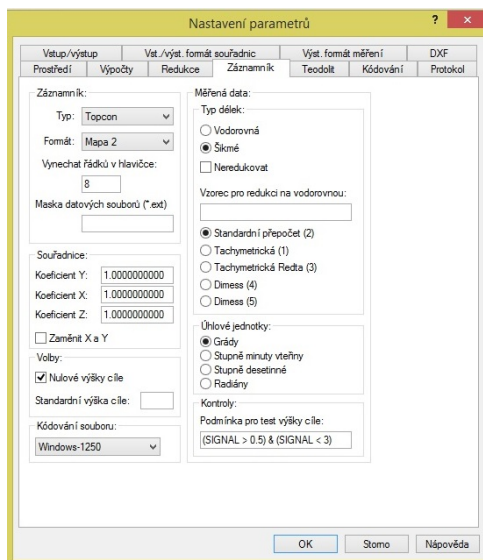 Nastavení parametrů
? ×
Vstup/výstup Vst./výst. formát souřadnic Výst. formát měření DXF
Prostředí Výpočty Redukce Záznamník Teodolit Kódování Protokol
Záznamník:
Typ: Topcon
Formát: Mapa 2
Vynechat řádků v hlavičce:
8
Maska datových souborů (*.ext)
Souřadnice:
Koeficient Y: 1.0000000000
Koeficient X: 1.0000000000
Koeficient Z: 1.0000000000
Zaměnit X a Y
Volby:
Nulové výšky cíle
Standardní výška cíle:
Kódování souboru:
Windows-1250
Měřená data:
Typ délek:
Vodorovná
Šikmé
Neredukovat
Vzorec pro redukci na vodorovnou:
Standardní přepočet (2)
Tachymetrická (1)
Tachymetrická Redta (3)
Dimess (4)
Dimess (5)
Úhlové jednotky:
Grády
Stupně minuty vteřiny
Stupně desetinné
Radiány
Kontroly:
Podmínka pro test výšky cíle:
(SIGNAL > 0.5) & (SIGNAL < 3)
OK Storno Nápověda